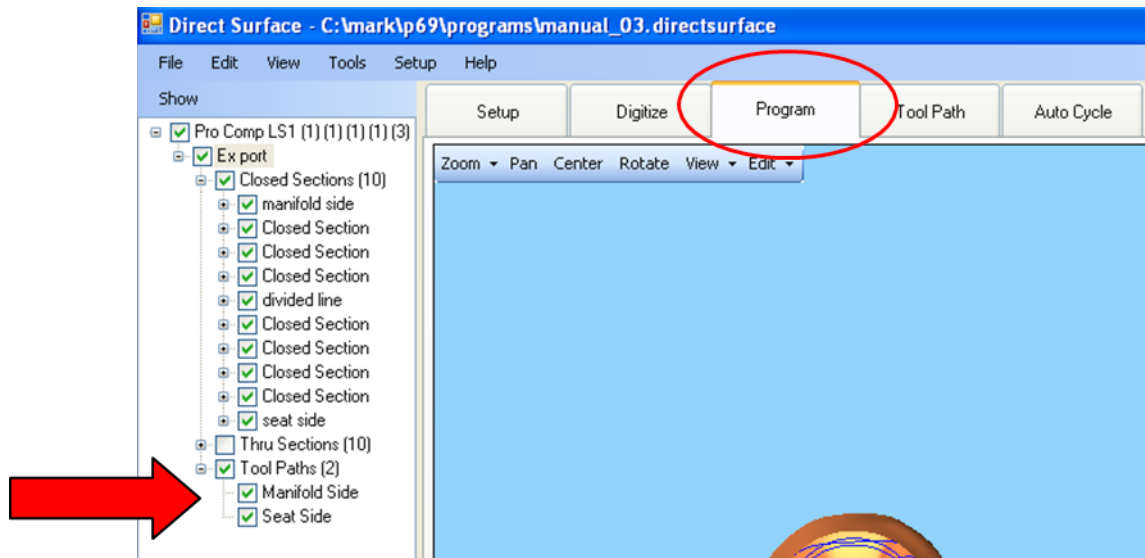 Direct Surface - C:\mark\p69\programs\manual_03.directsurface
File Edit View Tools Setup Help
Show
Setup Digitize Program Tool Path Auto Cycle
Zoom Pan Center Rotate View Edit
Pro Comp LS1 (1) (1) (1) (1) (3)
Ex port
Closed Sections (10)
manifold side
Closed Section
Closed Section
Closed Section
divided line
Closed Section
Closed Section
Closed Section
Closed Section
seat side
Thru Sections (10)
Tool Paths (2)
Manifold Side
Seat Side